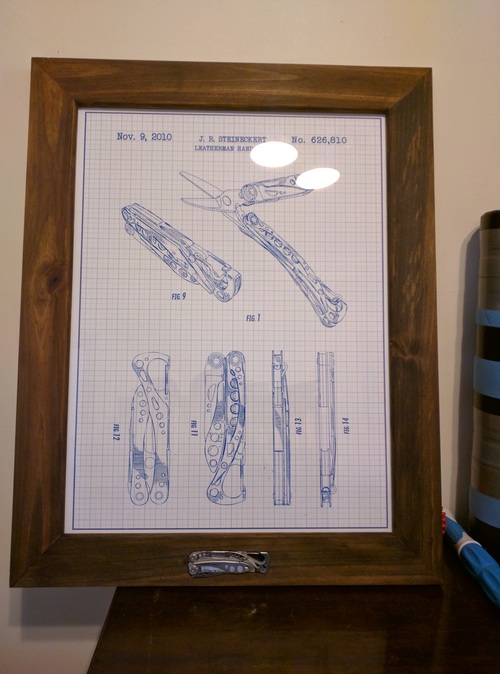 Nov. 9, 2010
J. B. STEINECKERT
No. 626,810
LEATHERMAN
FIG. 9
FIG. 1
FIG. 12
FIG. 11
FIG. 13
FIG. 14